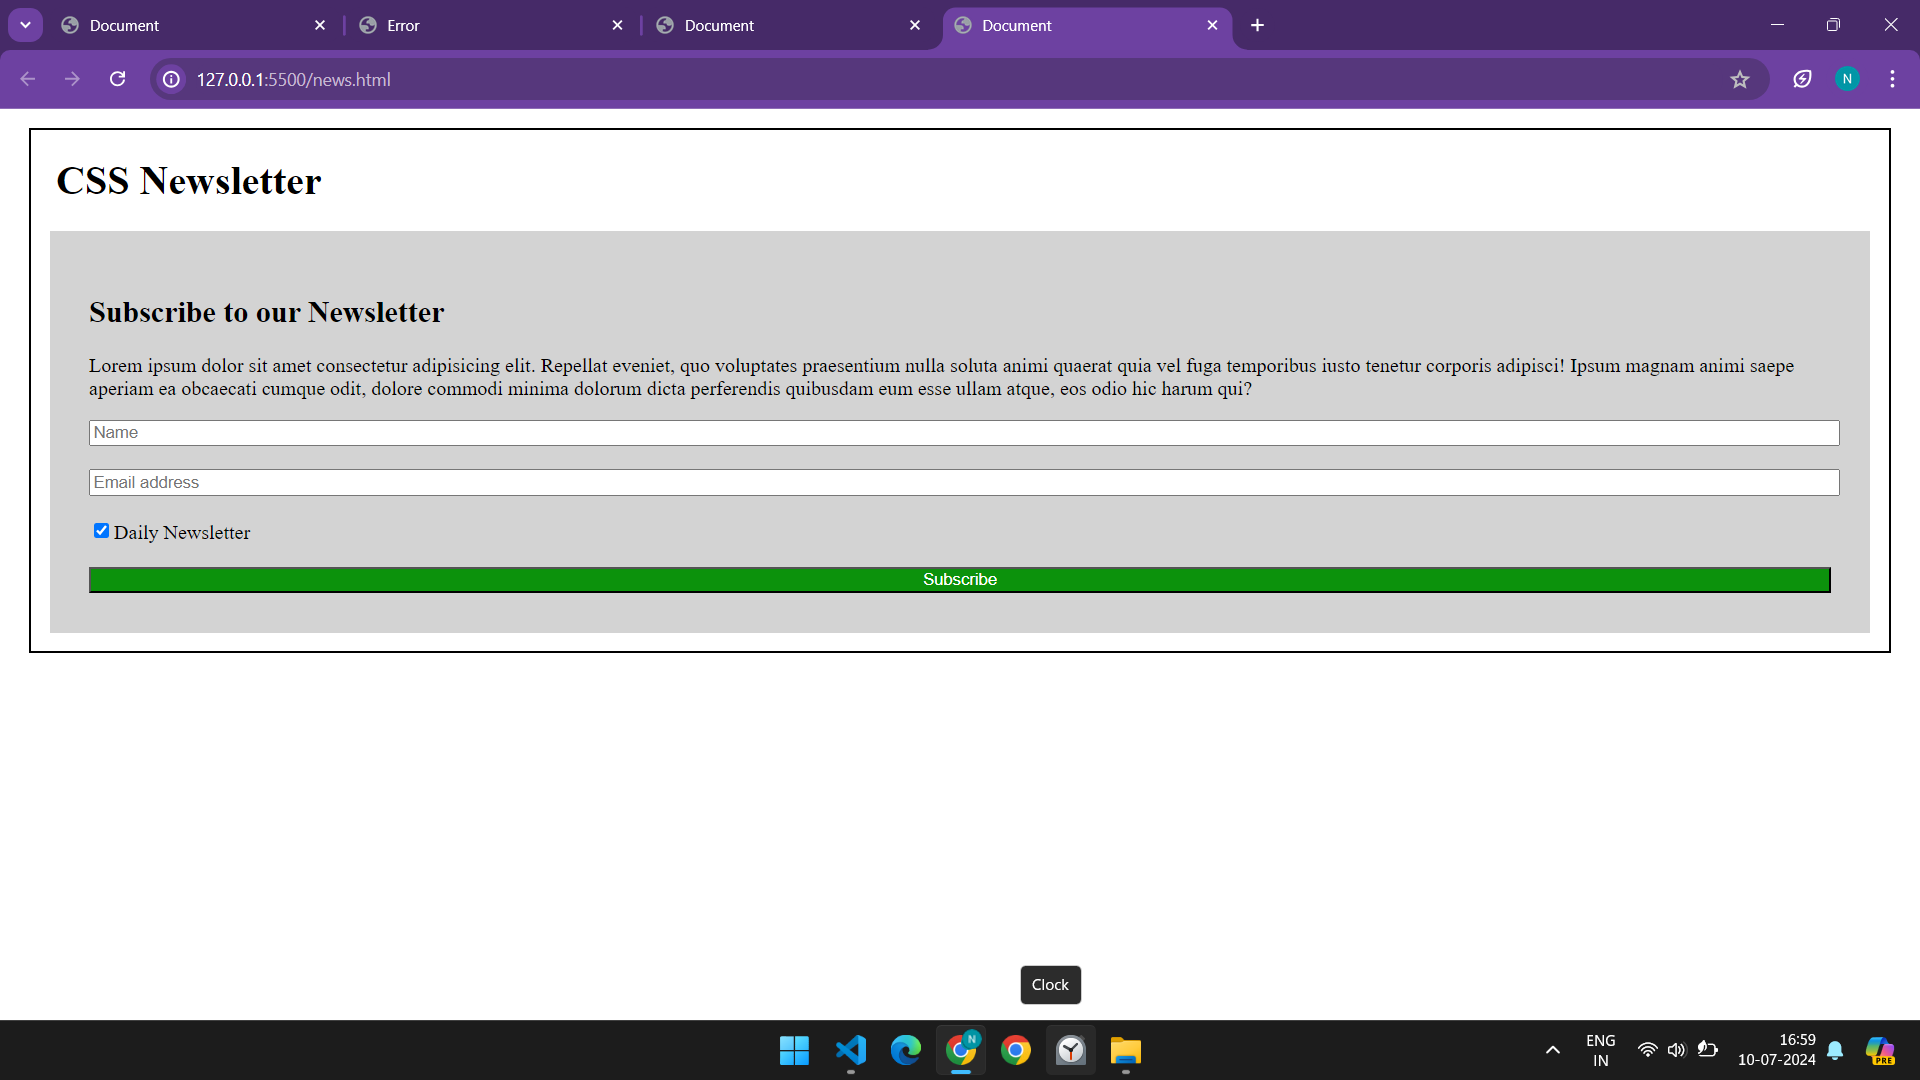 Document
Error
Document
Document
127.0.0.1:5500/news.html
N
CSS Newsletter
Subscribe to our Newsletter
Lorem ipsum dolor sit amet consectetur adipisicing elit. Repellat eveniet, quo voluptates praesentium nulla soluta animi quaerat quia vel fuga temporibus iusto tenetur corporis adipisci! Ipsum magnam animi saepe
aperiam ea obcaecati cumque odit, dolore commodi minima dolorum dicta perferendis quibusdam eum esse ullam atque, eos odio hic harum qui?
Name
Email address
Daily Newsletter
Subscribe
Clock
N
ENG
IN
16:59
10-07-2024
PRE